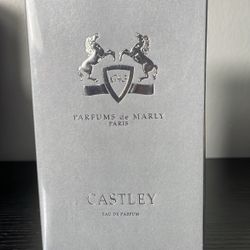 PARFUMS de MARLY
PARIS
CASTLEY
EAU DE PARFUM